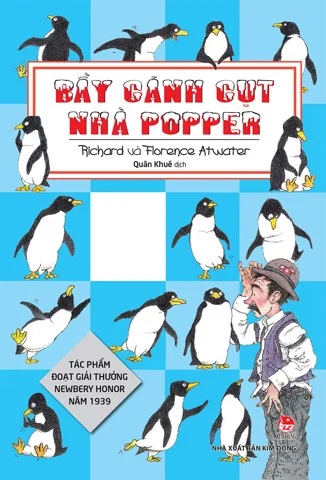 BẦY CÁNH CỤT
NHÀ POPPER
Richard và Florence Atwater
Quân Khuê dịch
TÁC PHẨM
ĐOẠT GIẢI THƯỞNG
NEWBERY HONOR
NĂM 1939
NHÀ XUẤT BẢN KIM ĐỒNG